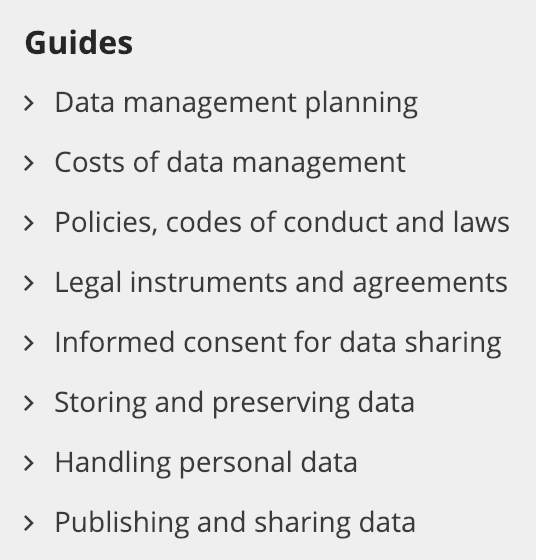 Guides
Data management planning
Costs of data management
Policies, codes of conduct and laws
Legal instruments and agreements
Informed consent for data sharing
Storing and preserving data
Handling personal data
Publishing and sharing data